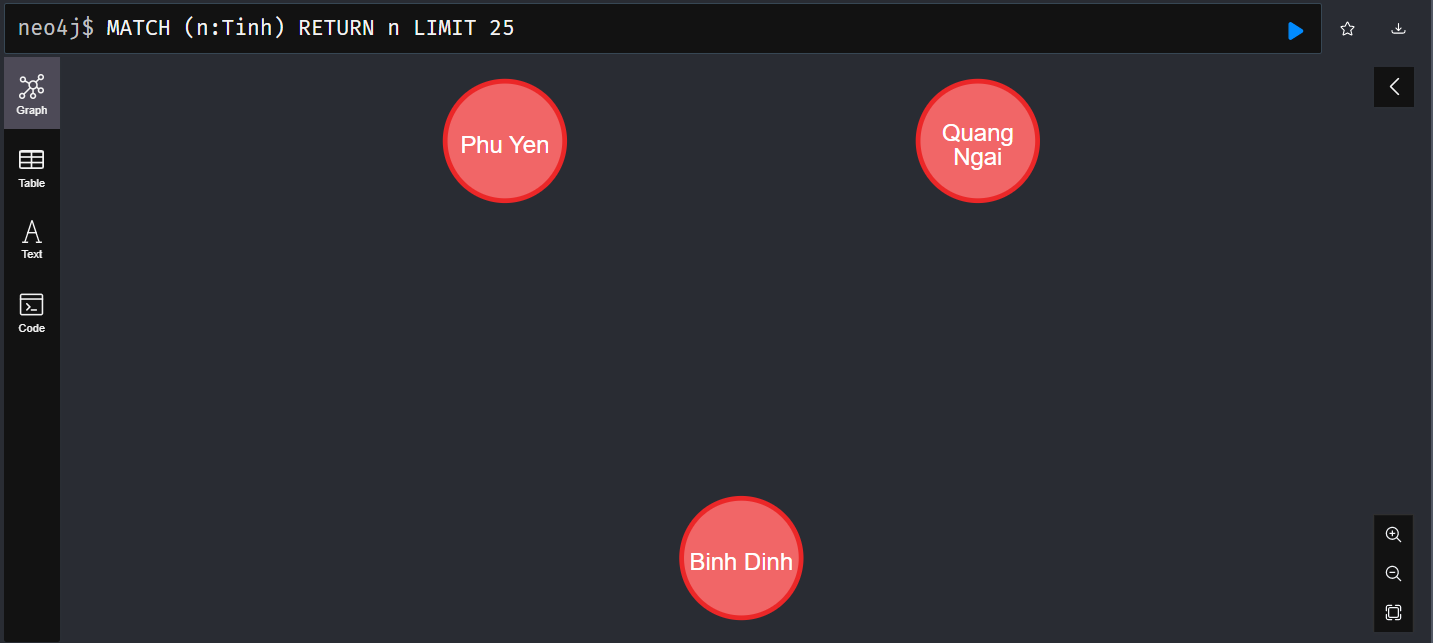 neo4j$ MATCH (n:Tinh) RETURN n LIMIT 25
Graph
Table
Text
Code
Phu Yen
Quang
Ngai
Binh Dinh